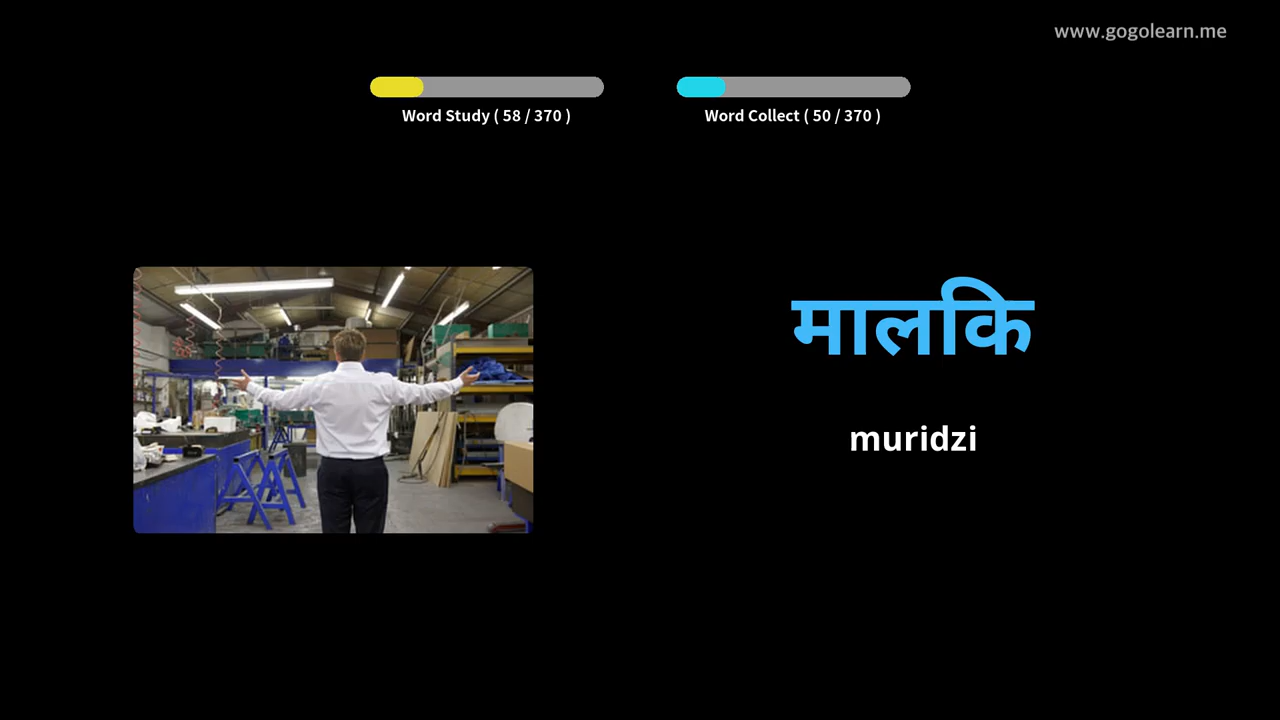 www.gogolearn.me
Word Study ( 58 / 370 )
Word Collect ( 50 / 370 )
मालकि
muridzi